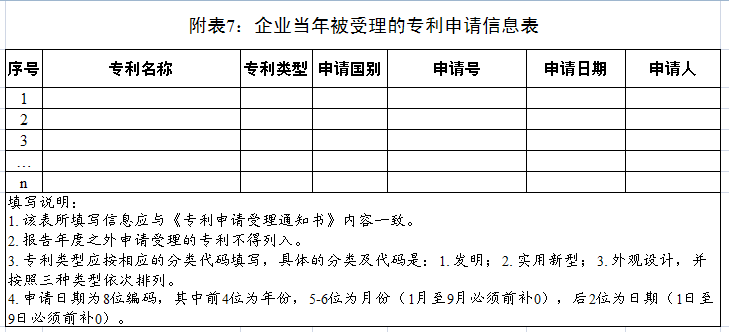 附表7：企业当年被受理的专利申请信息表
序号 专利名称 专利类型 申请国别 申请号 申请日期 申请人
1
2
3
…
n
填写说明：
1. 该表所填写信息应与《专利申请受理通知书》内容一致。
2. 报告年度之外申请受理的专利不得列入。
3. 专利类型应按相应的分类代码填写，具体的分类及代码是：1. 发明；2. 实用新型；3. 外观设计，并
按照三种类型依次排列。
4. 申请日期为8位编码，其中前4位为年份，5-6位为月份（1月至9月必须前补0），后2位为日期（1日至
9日必须前补0）。